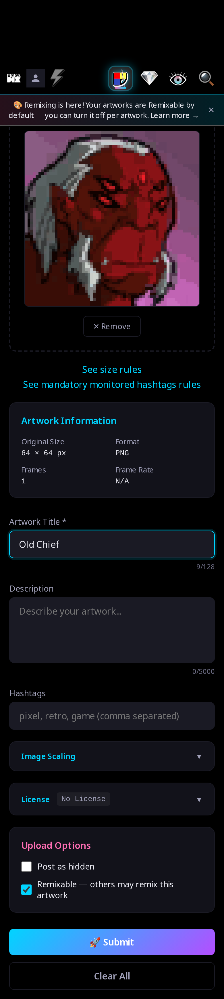 MAKA
PIX
🎨 Remixing is here! Your artworks are Remixable by
default — you can turn it off per artwork. Learn more →
✕
✕ Remove
See size rules
See mandatory monitored hashtags rules
Artwork Information
Original Size
64 × 64 px
Format
PNG
Frames
1
Frame Rate
N/A
Artwork Title *
Old Chief
9/128
Description
Describe your artwork...
0/5000
Hashtags
pixel, retro, game (comma separated)
Image Scaling ▼
License No License ▼
Upload Options
Post as hidden
Remixable — others may remix this
artwork
🚀 Submit
Clear All